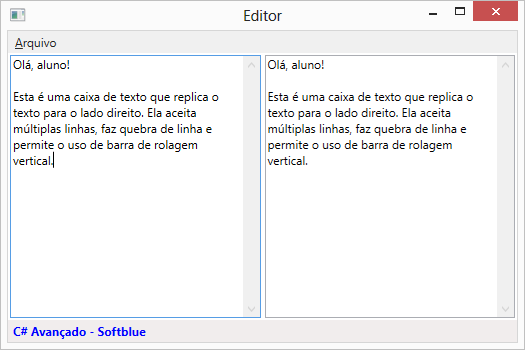 Editor
Arquivo
Olá, aluno!
Esta é uma caixa de texto que replica o
texto para o lado direito. Ela aceita
múltiplas linhas, faz quebra de linha e
permite o uso de barra de rolagem
vertical.
Olá, aluno!
Esta é uma caixa de texto que replica o
texto para o lado direito. Ela aceita
múltiplas linhas, faz quebra de linha e
permite o uso de barra de rolagem
vertical.
C# Avançado - Softblue